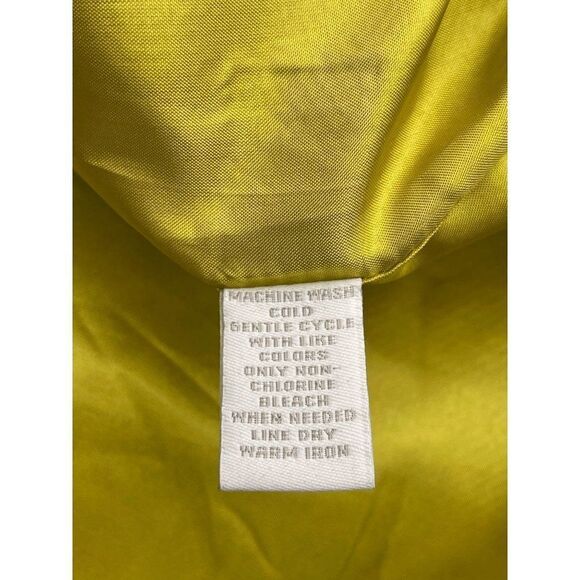 MACHINE WASH
COLD
GENTLE CYCLE
WITH LIKE
COLORS
ONLY NON-
CHLORINE
BLEACH
WHEN NEEDED
LINE DRY
WARM IRON